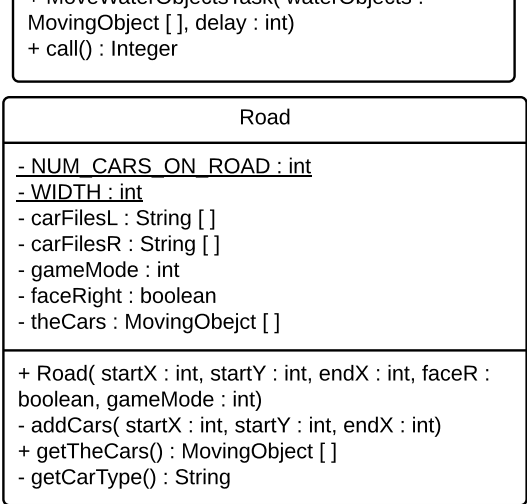 + MoveWaterObjectsTask( waterObjects :
MovingObject [ ], delay : int)
+ call() : Integer
Road
- NUM_CARS_ON_ROAD : int
- WIDTH : int
- carFilesL : String [ ]
- carFilesR : String [ ]
- gameMode : int
- faceRight : boolean
- theCars : MovingObejct [ ]
+ Road( startX : int, startY : int, endX : int, faceR :
boolean, gameMode : int)
- addCars( startX : int, startY : int, endX : int)
+ getTheCars() : MovingObject [ ]
- getCarType() : String